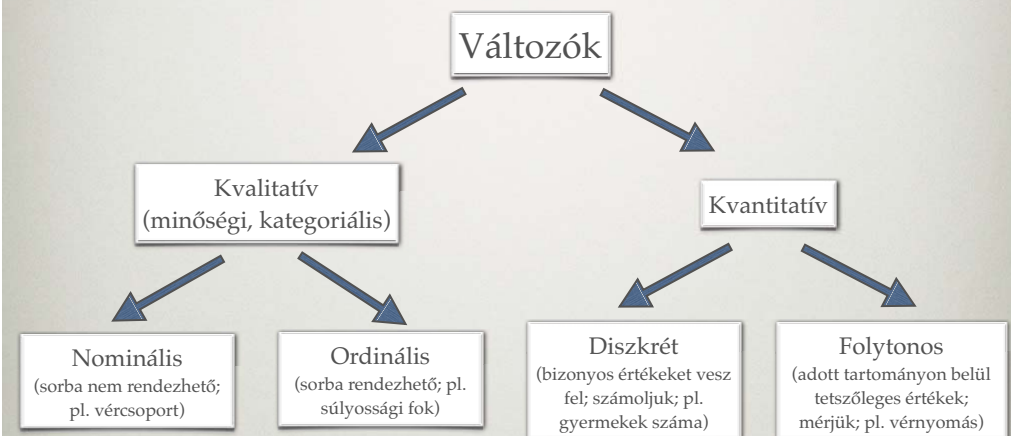 Változók
Kvalitatív
(minőségi, kategoriális)
Kvantitatív
Nominális
(sorba nem rendezhető;
pl. vércsoport)
Ordinális
(sorba rendezhető; pl.
súlyossági fok)
Diszkrét
(bizonyos értékeket vesz
fel; számoljuk; pl.
gyermekek száma)
Folytonos
(adott tartományon belül
tetszőleges értékek;
mérjük; pl. vérnyomás)